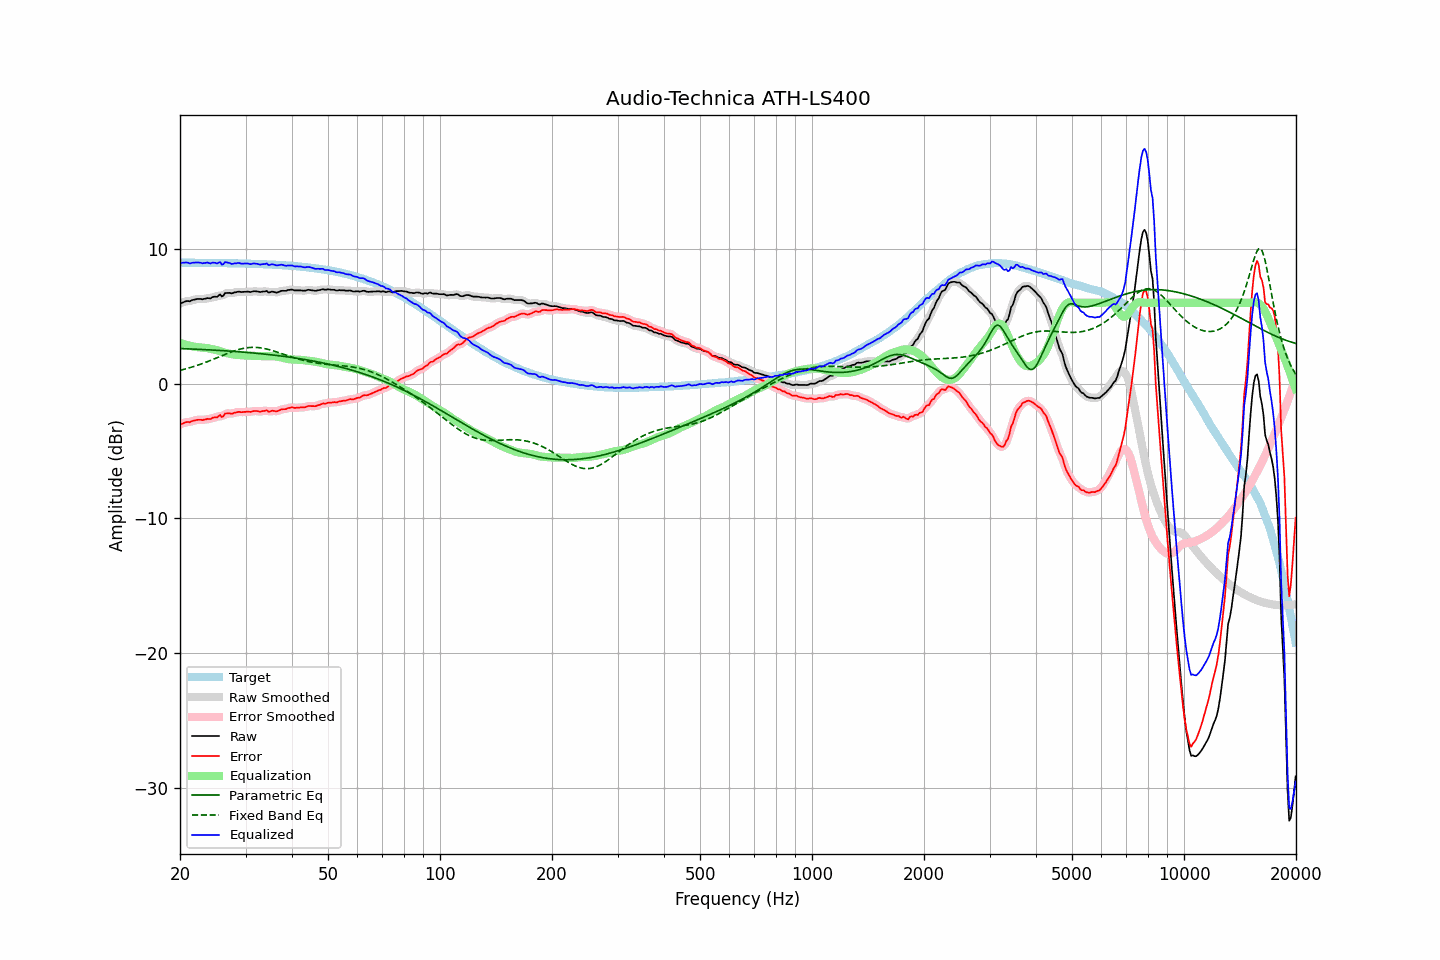 Audio-Technica ATH-LS400
Amplitude (dBr)
10
0
−10
−20
−30
Target
Raw Smoothed
Error Smoothed
Raw
Error
Equalization
Parametric Eq
Fixed Band Eq
Equalized
20 50 100 200 500 1000 2000 5000 10000 20000
Frequency (Hz)